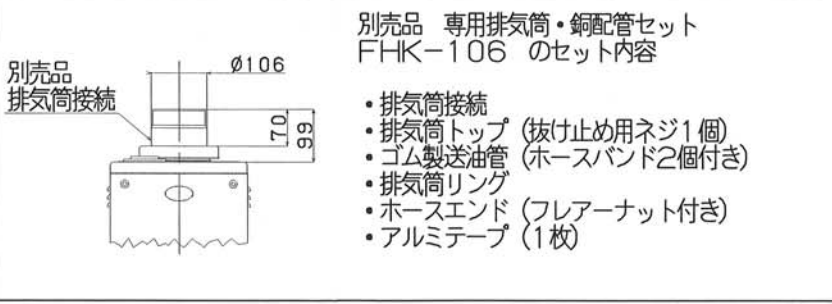 別売品
排気筒接続
Ø106
70
99
別売品 専用排気筒・銅配管セット
FHK-106 のセット内容
・排気筒接続
・排気筒トップ(抜け止め用ネジ1個)
・ゴム製送油管(ホースバンド2個付き)
・排気筒リング
・ホースエンド(フレアーナット付き)
・アルミテープ(1枚)